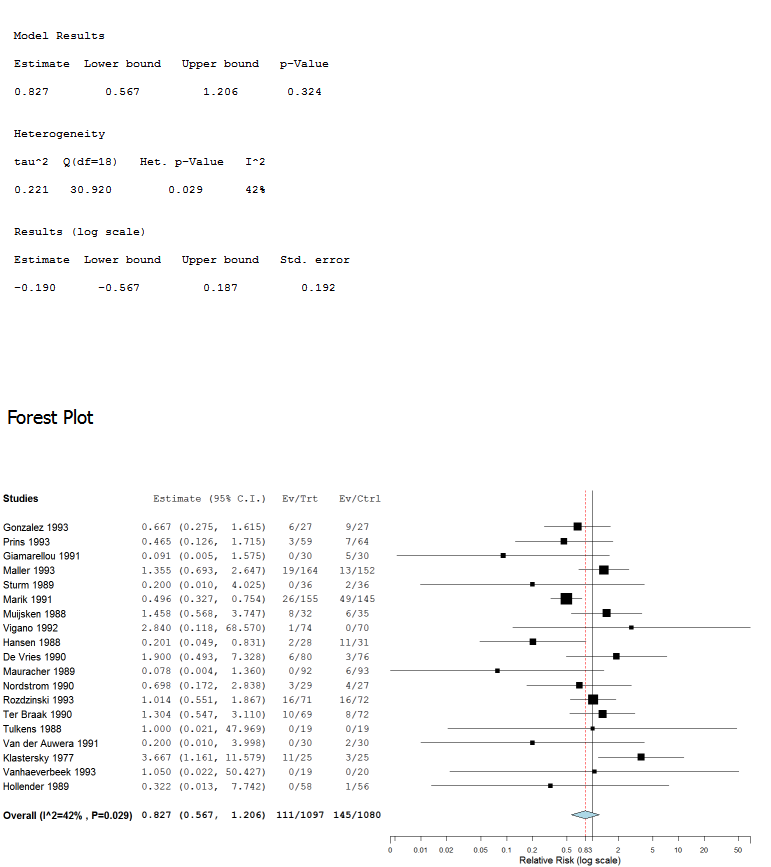 Model Results
Estimate Lower bound Upper bound p-Value
0.827 0.567 1.206 0.324
Heterogeneity
tau^2 Q(df=18) Het. p-Value I^2
0.221 30.920 0.029 42%
Results (log scale)
Estimate Lower bound Upper bound Std. error
-0.190 -0.567 0.187 0.192
Forest Plot
Studies Estimate (95% C.I.) Ev/Trt Ev/Ctrl
Gonzalez 1993 0.667 (0.275, 1.615) 6/27 9/27
Prins 1993 0.465 (0.126, 1.715) 3/59 7/64
Giamarellou 1991 0.091 (0.005, 1.575) 0/30 5/30
Maller 1993 1.355 (0.693, 2.647) 19/164 13/152
Sturm 1989 0.200 (0.010, 4.025) 0/36 2/36
Marik 1991 0.496 (0.327, 0.754) 26/155 49/145
Muijsken 1988 1.458 (0.568, 3.747) 8/32 6/35
Vigano 1992 2.840 (0.118, 68.570) 1/74 0/70
Hansen 1989 0.201 (0.049, 0.831) 2/28 11/31
De Vries 1990 1.900 (0.493, 7.328) 6/80 3/76
Mauracher 1989 0.078 (0.004, 1.360) 0/92 6/93
Nordstrom 1990 0.698 (0.172, 2.838) 3/29 4/27
Rozdzinski 1993 1.014 (0.551, 1.867) 16/71 16/72
Ter Braak 1990 1.304 (0.547, 3.110) 10/69 8/72
Tulkens 1988 1.000 (0.021, 47.969) 0/19 0/19
Van der Auwera 1991 0.200 (0.010, 3.998) 0/30 2/30
Klastersky 1977 3.667 (1.161, 11.579) 11/25 3/25
Vanhaeverbeek 1993 1.050 (0.022, 50.427) 0/19 0/20
Hollender 1989 0.322 (0.013, 7.742) 0/58 1/56
Overall (I^2=42% , P=0.029) 0.827 (0.567, 1.206) 111/1097 145/1080
0 0.01 0.02 0.05 0.1 0.2 0.5 0.83 2 5 10 20 50
Relative Risk (log scale)